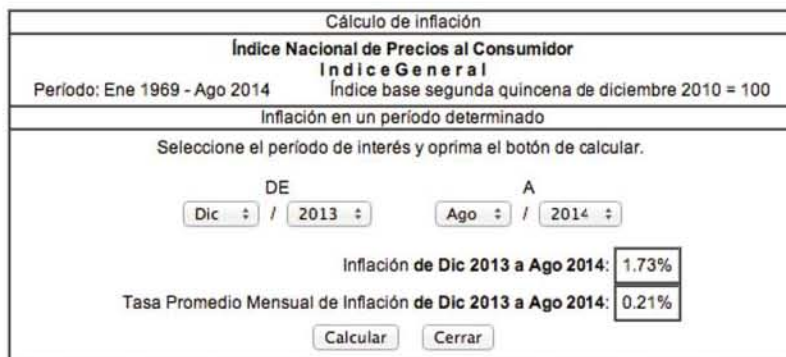 Cálculo de inflación
Índice Nacional de Precios al Consumidor
I n d i c e G e n e r a l
Período: Ene 1969 - Ago 2014 Índice base segunda quincena de diciembre 2010 = 100
Inflación en un período determinado
Seleccione el período de interés y oprima el botón de calcular.
DE A
Dic / 2013 Ago / 2014
Inflación de Dic 2013 a Ago 2014: 1.73%
Tasa Promedio Mensual de Inflación de Dic 2013 a Ago 2014: 0.21%
Calcular Cerrar